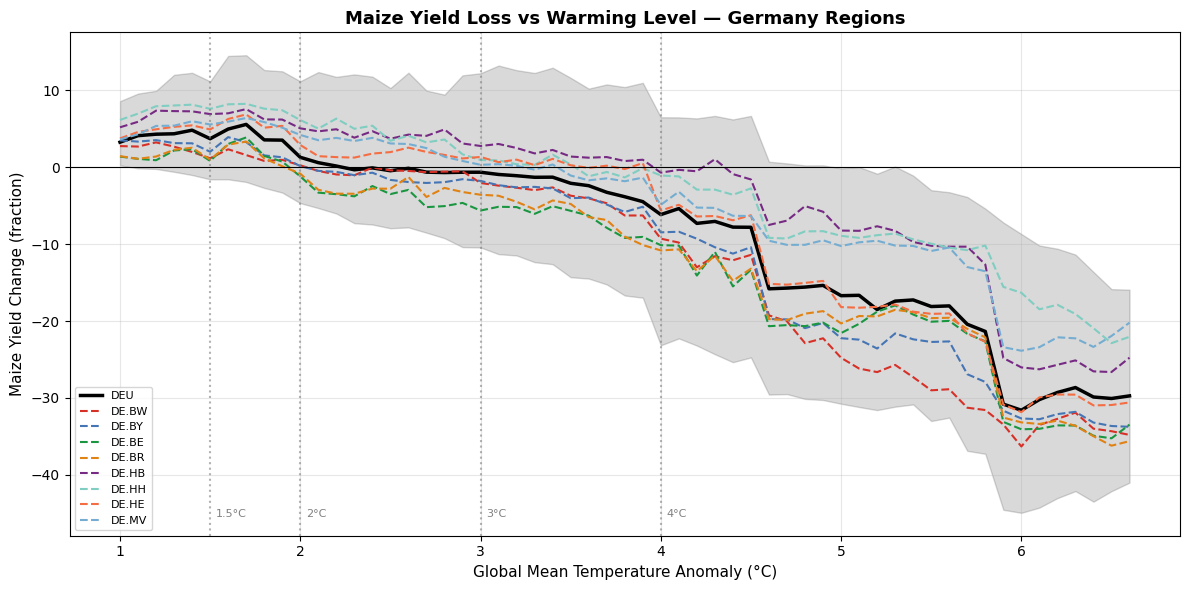 Maize Yield Loss vs Warming Level — Germany Regions
Maize Yield Change (fraction)
10
0
−10
−20
−30
−40
DEU
DE.BW
DE.BY
DE.BE
DE.BR
DE.HB
DE.HH
DE.HE
DE.MV
1.5°C
2°C
3°C
4°C
1
2
3
4
5
6
Global Mean Temperature Anomaly (°C)